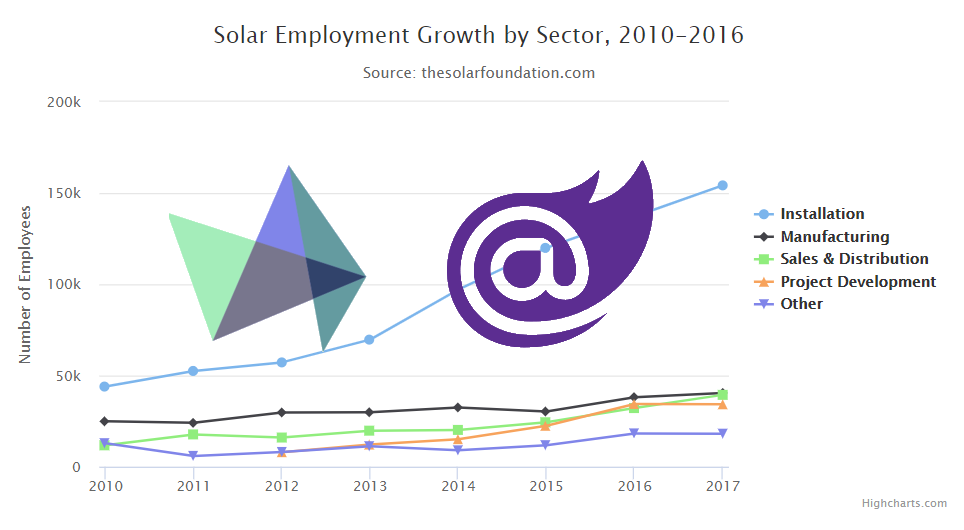 Solar Employment Growth by Sector, 2010-2016
Source: thesolarfoundation.com
Number of Employees
200k
150k
100k
50k
0
2010 2011 2012 2013 2014 2015 2016 2017
Installation
Manufacturing
Sales & Distribution
Project Development
Other
@
Highcharts.com